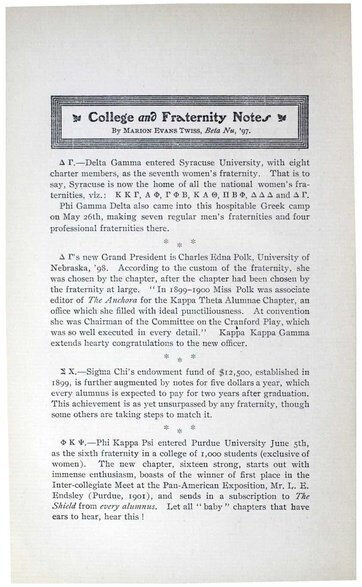 College and Fraternity Notes
By Marion Evans Twiss, Beta Nu, '97.
Δ Γ.—Delta Gamma entered Syracuse University, with eight
charter members, as the seventh women's fraternity. That is to
say, Syracuse is now the home of all the national women's fra-
ternities, viz.: Κ Κ Γ, Α Φ, Γ Φ Β, Κ Α Θ, Π Β Φ, Δ Δ Δ and Δ Γ.
Phi Gamma Delta also came into this hospitable Greek camp
on May 26th, making seven regular men's fraternities and four
professional fraternities there.
* * *
Δ Γ's new Grand President is Charles Edna Polk, University of
Nebraska, '98. According to the custom of the fraternity, she
was chosen by the chapter, after the chapter had been chosen by
the fraternity at large. "In 1899-1900 Miss Polk was associate
editor of The Anchora for the Kappa Theta Alumnae Chapter, an
office which she filled with ideal punctiliousness. At convention
she was Chairman of the Committee on the Cranford Play, which
was so well executed in every detail." Kappa Kappa Gamma
extends hearty congratulations to the new officer.
* * *
Σ Χ.—Sigma Chi's endowment fund of $12,500, established in
1899, is further augmented by notes for five dollars a year, which
every alumnus is expected to pay for two years after graduation.
This achievement is as yet unsurpassed by any fraternity, though
some others are taking steps to match it.
* * *
Φ Κ Ψ.—Phi Kappa Psi entered Purdue University June 5th,
as the sixth fraternity in a college of 1,000 students (exclusive of
women). The new chapter, sixteen strong, starts out with
immense enthusiasm, boasts of the winner of first place in the
Inter-collegiate Meet at the Pan-American Exposition, Mr. L. E.
Endsley (Purdue, 1901), and sends in a subscription to The
Shield from every alumnus. Let all "baby" chapters that have
ears to hear, hear this!